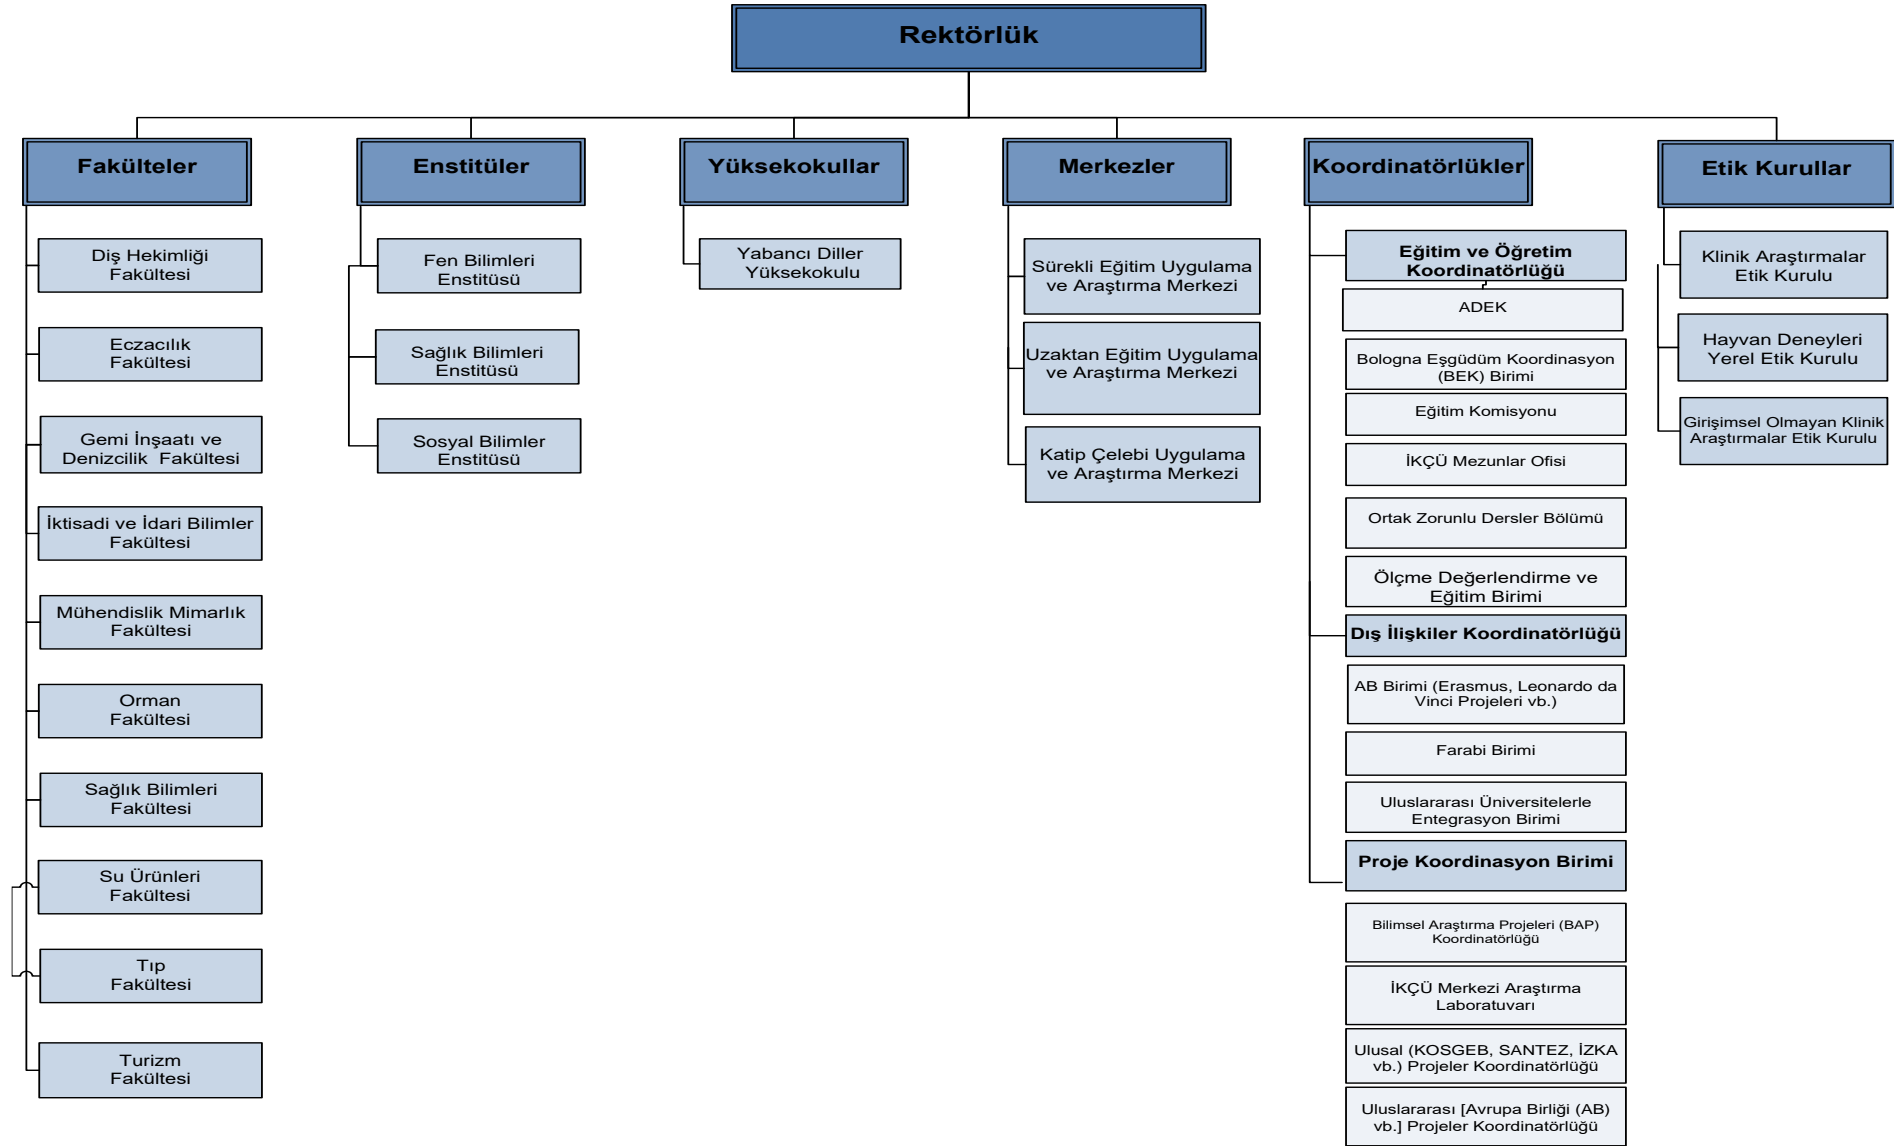 Rektörlük
Fakülteler
Diş Hekimliği
Fakültesi
Eczacılık
Fakültesi
Gemi İnşaatı ve
Denizcilik Fakültesi
İktisadi ve İdari Bilimler
Fakültesi
Mühendislik Mimarlık
Fakültesi
Orman
Fakültesi
Sağlık Bilimleri
Fakültesi
Su Ürünleri
Fakültesi
Tıp
Fakültesi
Turizm
Fakültesi
Enstitüler
Fen Bilimleri
Enstitüsü
Sağlık Bilimleri
Enstitüsü
Sosyal Bilimler
Enstitüsü
Yüksekokullar
Yabancı Diller
Yüksekokulu
Merkezler
Sürekli Eğitim Uygulama
ve Araştırma Merkezi
Uzaktan Eğitim Uygulama
ve Araştırma Merkezi
Katip Çelebi Uygulama
ve Araştırma Merkezi
Koordinatörlükler
Eğitim ve Öğretim
Koordinatörlüğü
ADEK
Bologna Eşgüdüm Koordinasyon
(BEK) Birimi
Eğitim Komisyonu
İKÇÜ Mezunlar Ofisi
Ortak Zorunlu Dersler Bölümü
Ölçme Değerlendirme ve
Eğitim Birimi
Dış İlişkiler Koordinatörlüğü
AB Birimi (Erasmus, Leonardo da
Vinci Projeleri vb.)
Farabi Birimi
Uluslararası Üniversitelerle
Entegrasyon Birimi
Proje Koordinasyon Birimi
Bilimsel Araştırma Projeleri (BAP)
Koordinatörlüğü
İKÇÜ Merkezi Araştırma
Laboratuvarı
Ulusal (KOSGEB, SANTEZ, İZKA
vb.) Projeler Koordinatörlüğü
Uluslararası [Avrupa Birliği (AB)
vb.] Projeler Koordinatörlüğü
Etik Kurullar
Klinik Araştırmalar
Etik Kurulu
Hayvan Deneyleri
Yerel Etik Kurulu
Girişimsel Olmayan Klinik
Araştırmalar Etik Kurulu